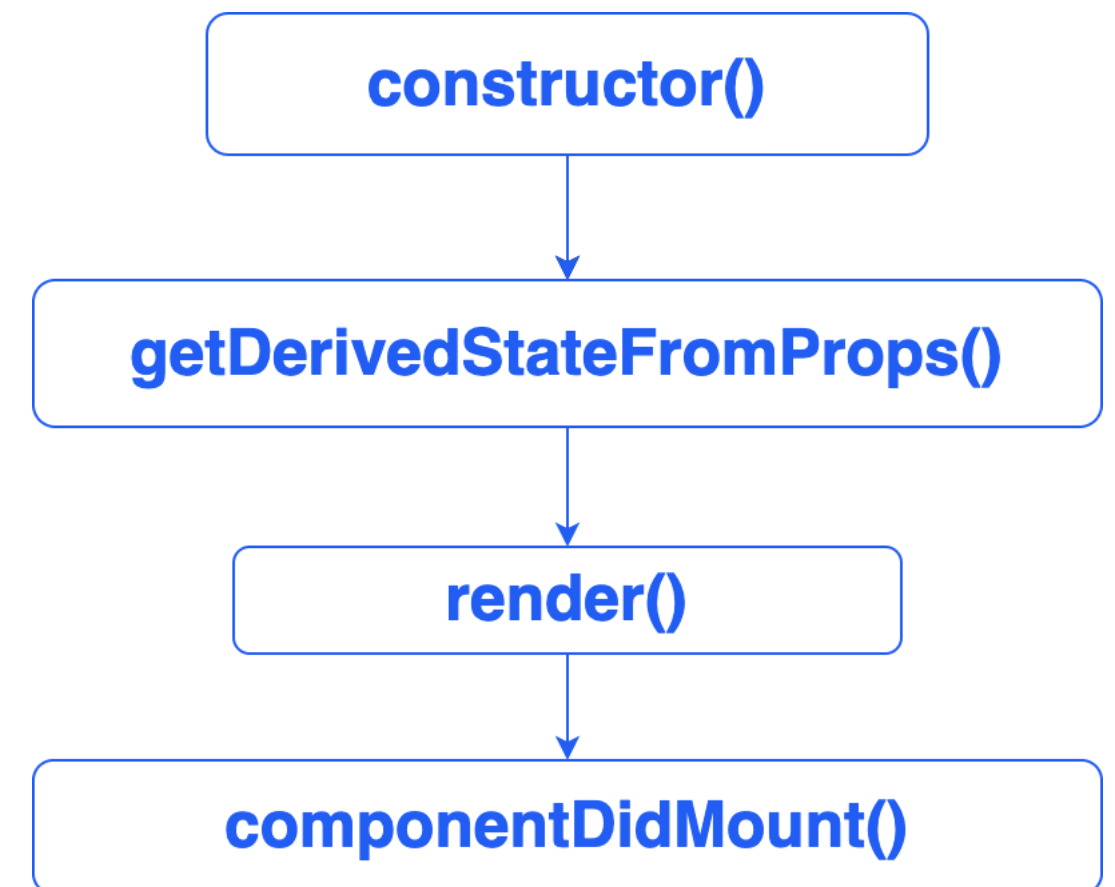 constructor()
getDerivedStateFromProps()
render()
componentDidMount()